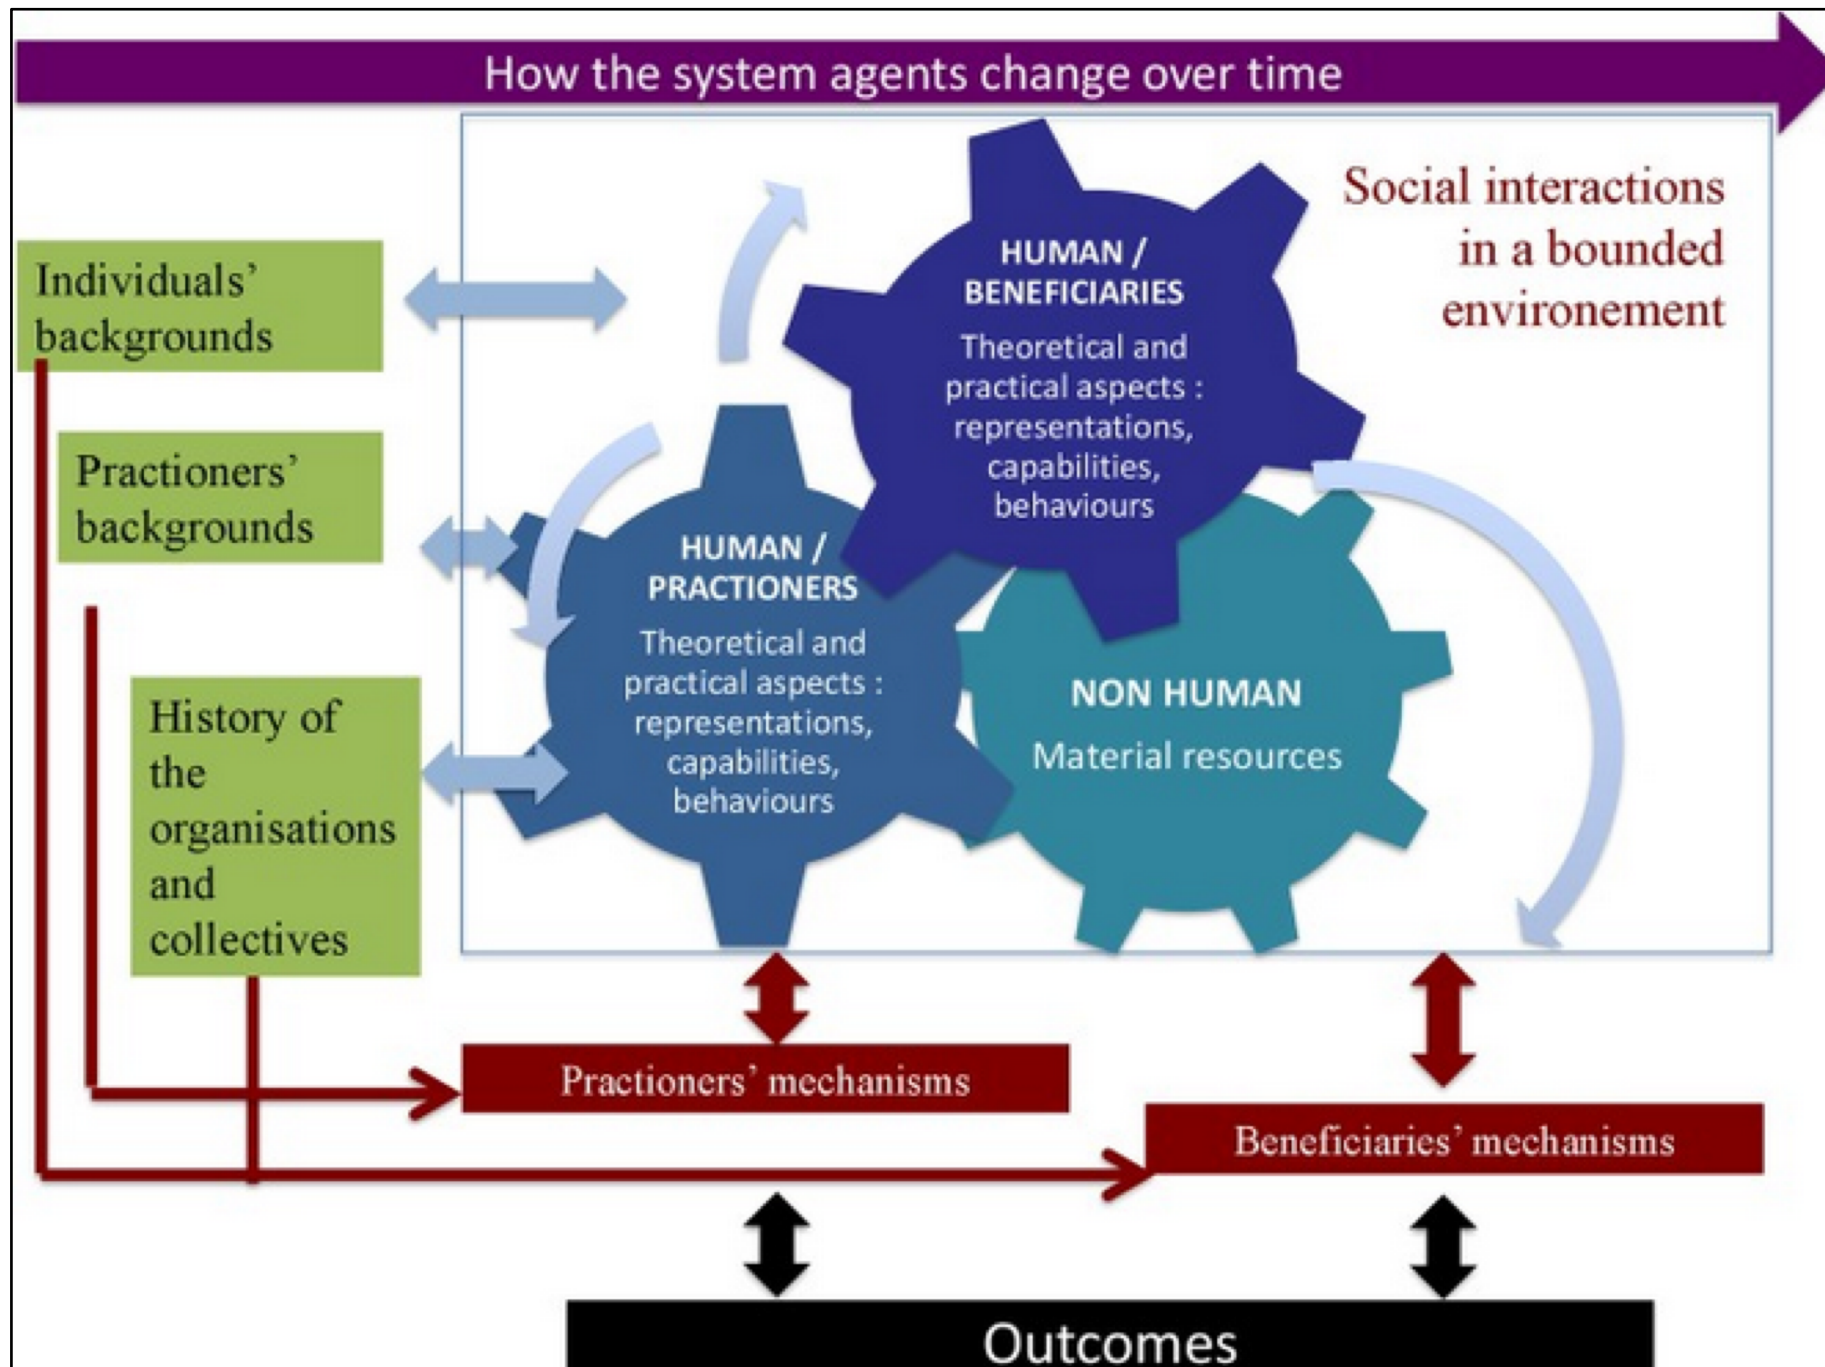 How the system agents change over time
Social interactions
in a bounded
environement
Individuals’
backgrounds
HUMAN /
BENEFICIARIES
Theoretical and
practical aspects :
representations,
capabilities,
behaviours
Practioners’
backgrounds
HUMAN /
PRACTIONERS
Theoretical and
practical aspects :
representations,
capabilities,
behaviours
NON HUMAN
Material resources
History of
the
organisations
and
collectives
Practioners’ mechanisms
Beneficiaries’ mechanisms
Outcomes